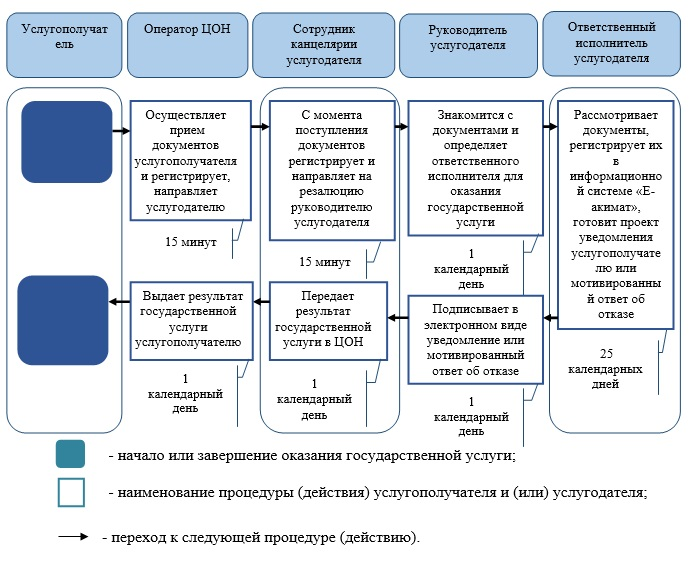 Услугополучат
ель
Оператор ЦОН
Сотрудник
канцелярии
услугодателя
Руководитель
услугодателя
Ответственный
исполнитель
услугодателя
Осуществляет
прием
документов
услугополучателя
и регистрирует,
направляет
услугодателю
15 минут
С момента
поступления
документов
регистрирует и
направляет на
резалюцию
руководителю
услугодателя
15 минут
Знакомится с
документами и
определяет
ответственного
исполнителя для
оказания
государственной
услуги
1
календарный
день
Рассматривает
документы,
регистрирует их
в
информационной
системе «Е-
акимат»,
готовит проект
уведомления
услугополучате
лю или
мотивированны
й ответ об
отказе
25
календарных
дней
Подписывает в
электронном виде
уведомление или
мотивированный
ответ об отказе
1
календарный
день
Передает
результат
государственной
услуги в ЦОН
1
календарный
день
Выдает результат
государственной
услуги
услугополучателю
1
календарный
день
- начало или завершение оказания государственной услуги;
- наименование процедуры (действия) услугополучателя и (или) услугодателя;
- переход к следующей процедуре (действию).